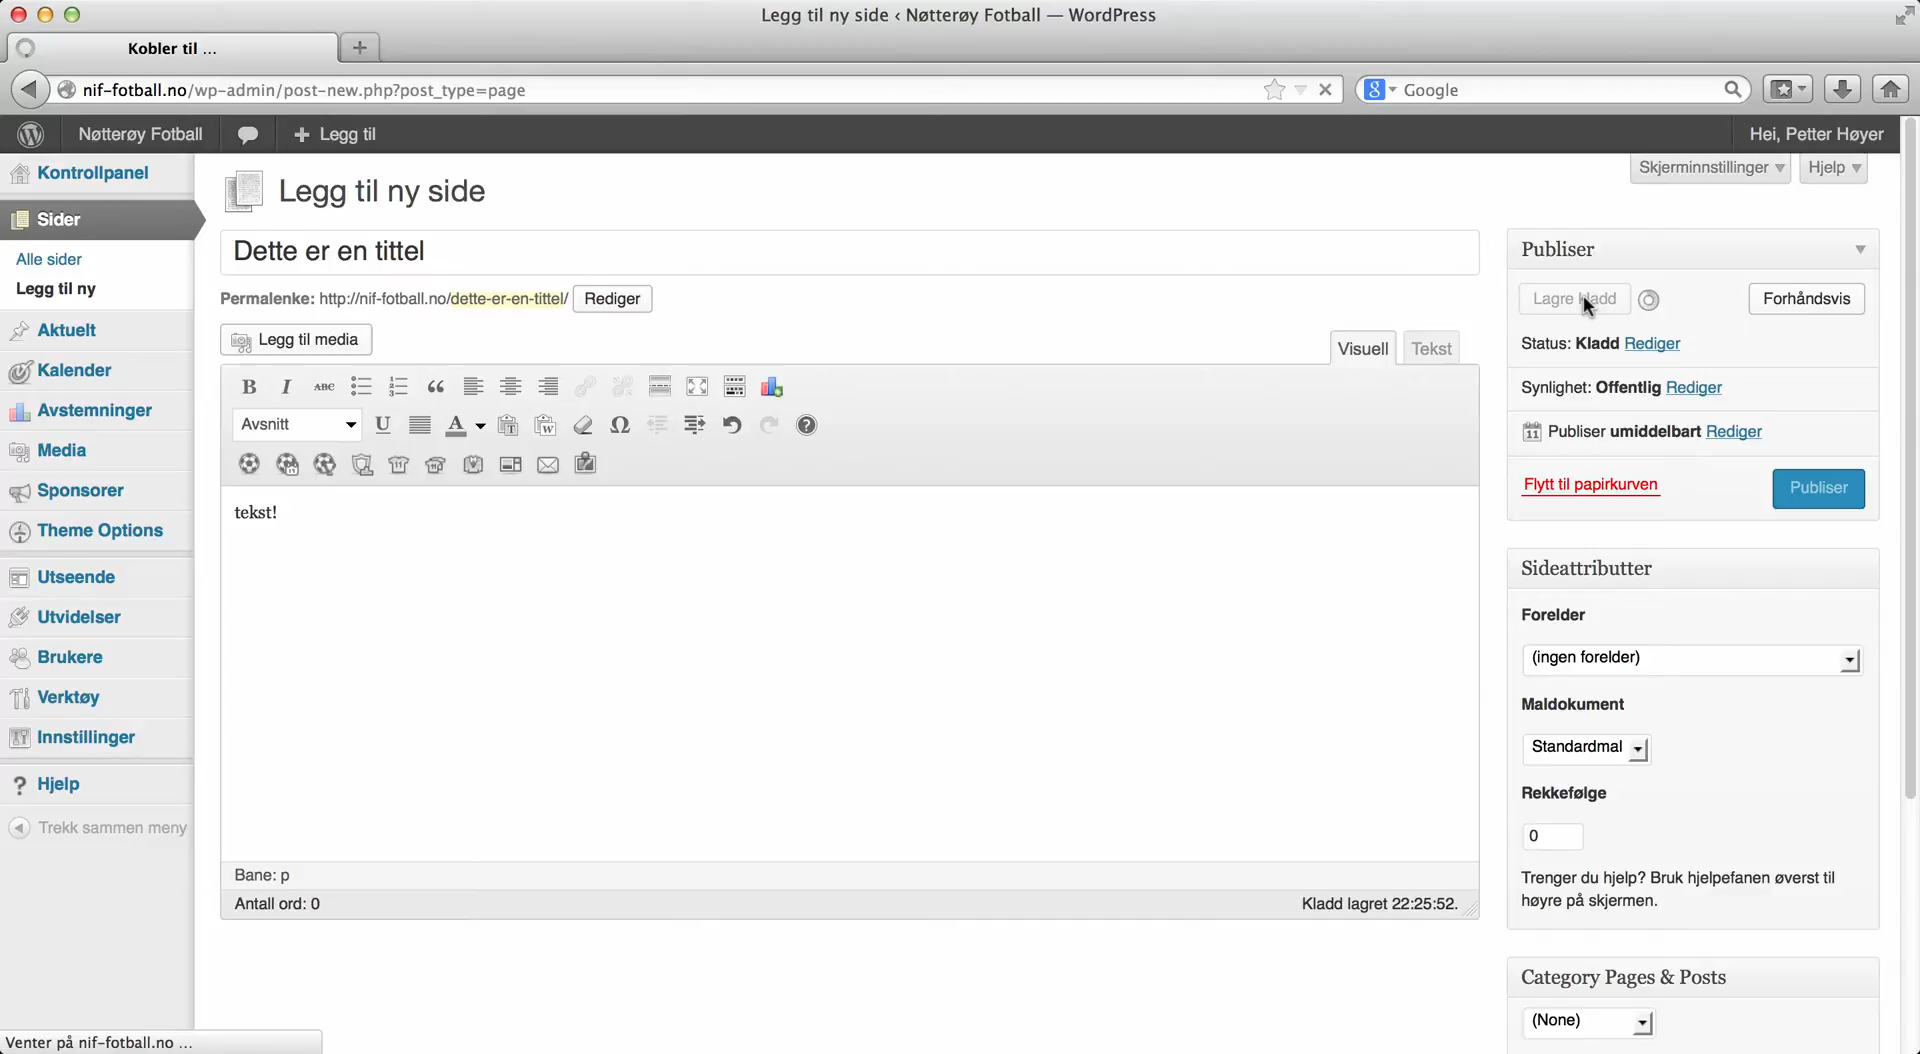 Legg til ny side ‹ Nøtterøy Fotball — WordPress
Kobler til ...
nif-fotball.no/wp-admin/post-new.php?post_type=page
Google
Nøtterøy Fotball
Legg til
Hei, Petter Høyer
Kontrollpanel
Sider
Alle sider
Legg til ny
Aktuelt
Kalender
Avstemninger
Media
Sponsorer
Theme Options
Utseende
Utvidelser
Brukere
Verktøy
Innstillinger
Hjelp
Trekk sammen meny
Venter på nif-fotball.no ...
Skjerminnstillinger
Hjelp
Legg til ny side
Dette er en tittel
Permalenke: http://nif-fotball.no/dette-er-en-tittel/ Rediger
Legg til media
Visuell Tekst
B I ABC
Avsnitt
tekst!
Bane: p
Antall ord: 0
Kladd lagret 22:25:52.
Publiser
Lagre kladd
Forhåndsvis
Status: Kladd Rediger
Synlighet: Offentlig Rediger
11 Publiser umiddelbart Rediger
Flytt til papirkurven
Publiser
Sideattributter
Forelder
(ingen forelder)
Maldokument
Standardmal
Rekkefølge
0
Trenger du hjelp? Bruk hjelpefanen øverst til
høyre på skjermen.
Category Pages & Posts
(None)